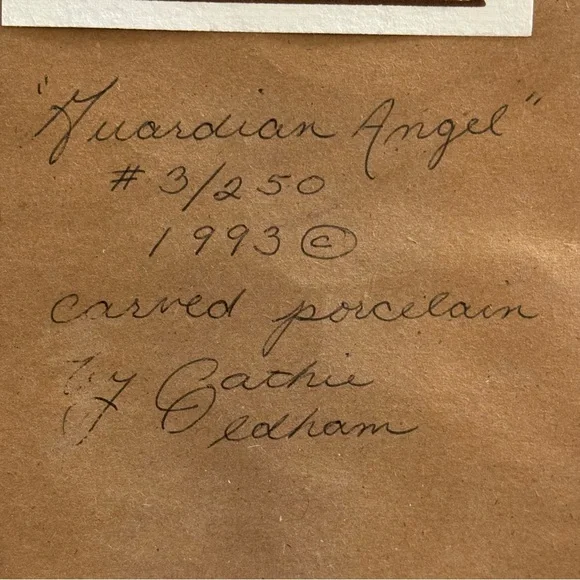 "Guardian Angel"
# 3/250
1993 ©
carved porcelain
by Cathie
Oldham